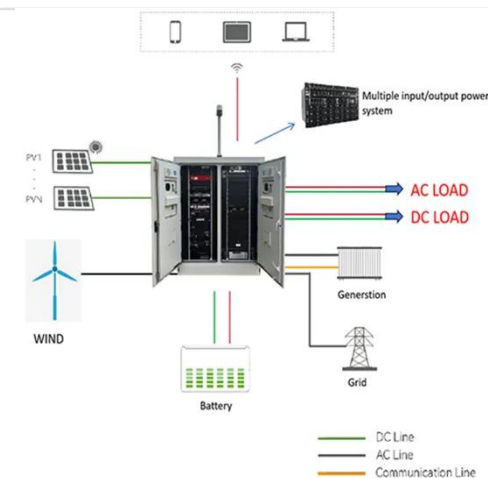 Multiple input/output power
system
PV1
PVN
AC LOAD
DC LOAD
WIND
Generstion
Grid
Battery
DC Line
AC Line
Communication Line